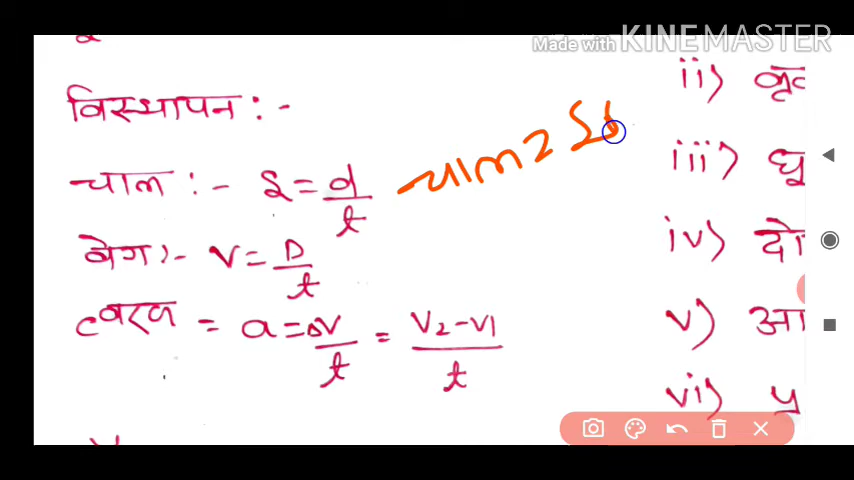 Made with KINEMASTER
विस्थापन :-
चाल :- S = d/t
चाल =
वेग :- v = D/t
त्वरण = a = ΔV/t = V2-V1/t
ii)
iii) घू
iv) दो
v) आ
vi) पृ